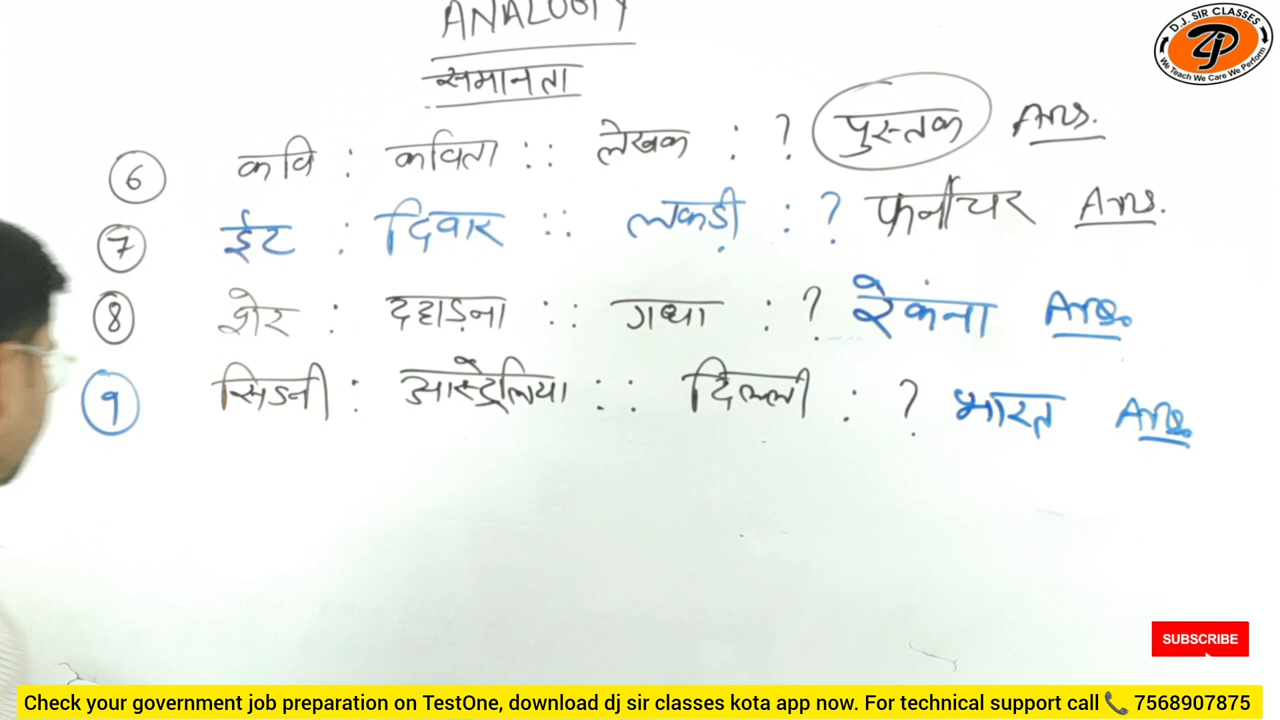 ANALOGY
समानता
D.J. SIR CLASSES
We Teach We Care We Perform
6 कवि : कविता :: लेखक : ? पुस्तक Ans.
7 ईट : दिवार :: लकड़ी : ? फर्नीचर Ans.
8 शेर : दहाड़ना :: गधा : ? रेंकना Ans.
9 सिडनी : आस्ट्रेलिया :: दिल्ली : ? भारत Ans.
SUBSCRIBE
Check your government job preparation on TestOne, download dj sir classes kota app now. For technical support call 7568907875